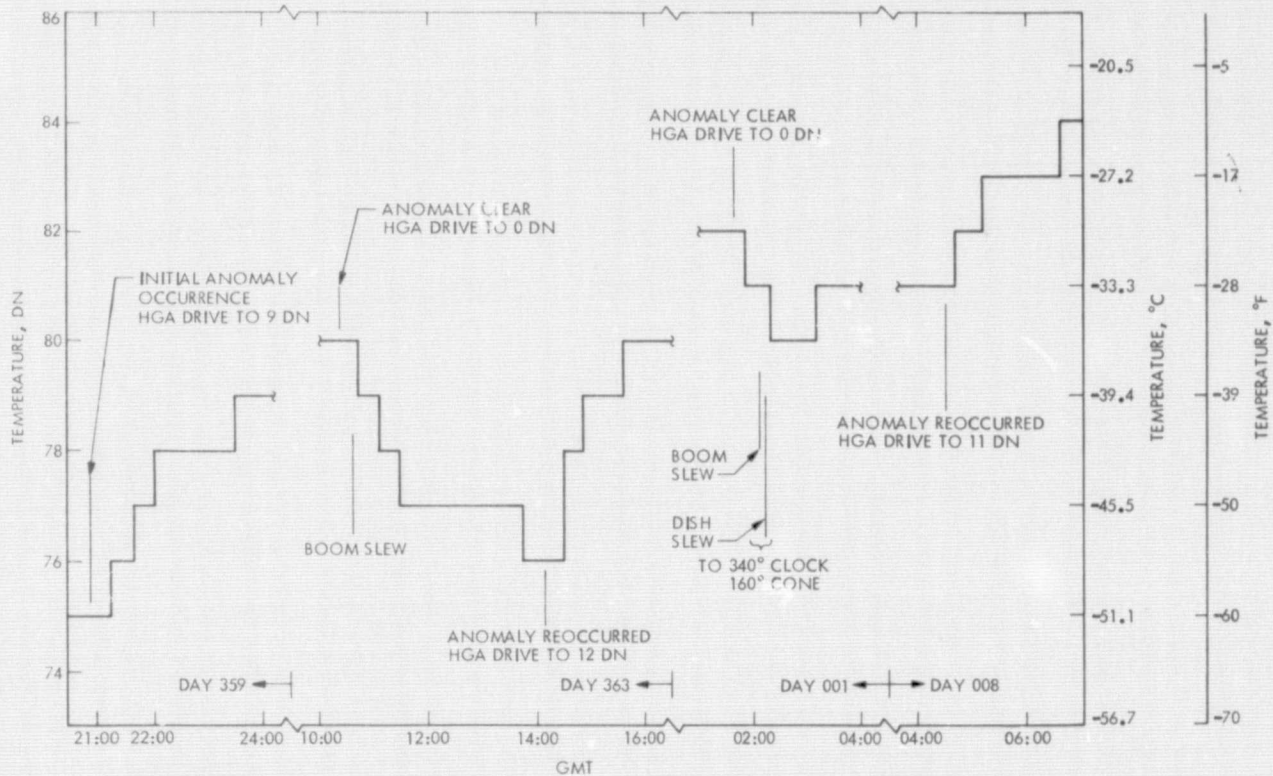 86
84
82
80
78
76
74
TEMPERATURE, DN
INITIAL ANOMALY
OCCURRENCE
HGA DRIVE TO 9 DN
ANOMALY CLEAR
HGA DRIVE TO 0 DN
BOOM SLEW
ANOMALY REOCCURRED
HGA DRIVE TO 12 DN
ANOMALY CLEAR
HGA DRIVE TO 0 DN
BOOM
SLEW
DISH
SLEW
TO 340° CLOCK
160° CONE
ANOMALY REOCCURRED
HGA DRIVE TO 11 DN
DAY 359
DAY 363
DAY 001
DAY 008
21:00 22:00 24:00 10:00 12:00 14:00 16:00 02:00 04:00 04:00 06:00
GMT
-20.5
-27.2
-33.3
-39.4
-45.5
-51.1
-56.7
TEMPERATURE, °C
-5
-17
-28
-39
-50
-60
-70
TEMPERATURE, °F